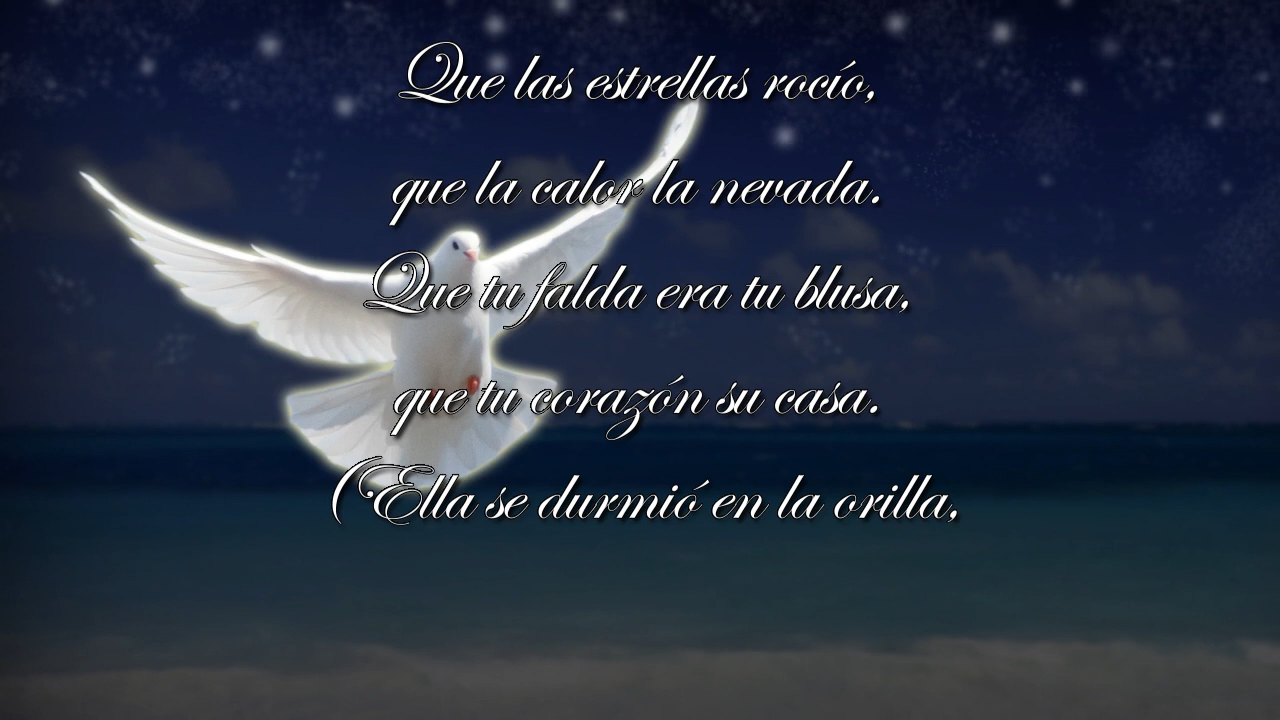 Que las estrellas rocío,
que la calor la nevada.
Que tu falda era tu blusa,
que tu corazón su casa.
(Ella se durmió en la orilla,